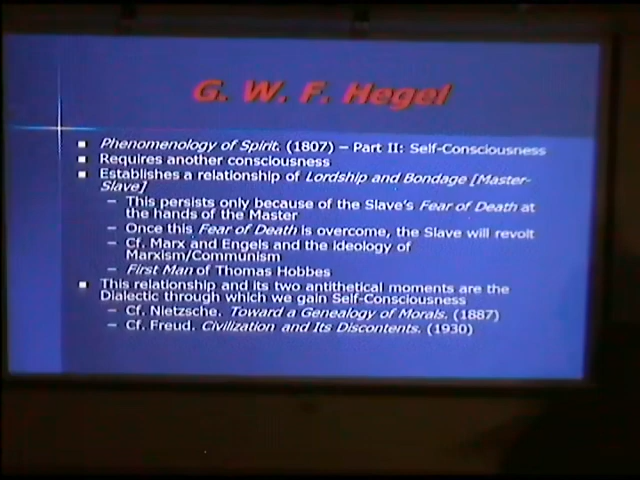 G. W. F. Hegel
Phenomenology of Spirit. (1807) – Part II: Self-Consciousness
Requires another consciousness
Establishes a relationship of Lordship and Bondage [Master-
Slave]
– This persists only because of the Slave's Fear of Death at
the hands of the Master
– Once this Fear of Death is overcome, the Slave will revolt
– Cf. Marx and Engels and the ideology of
Marxism/Communism
– First Man of Thomas Hobbes
This relationship and its two antithetical moments are the
Dialectic through which we gain Self-Consciousness
– Cf. Nietzsche. Toward a Genealogy of Morals. (1887)
– Cf. Freud. Civilization and Its Discontents. (1930)